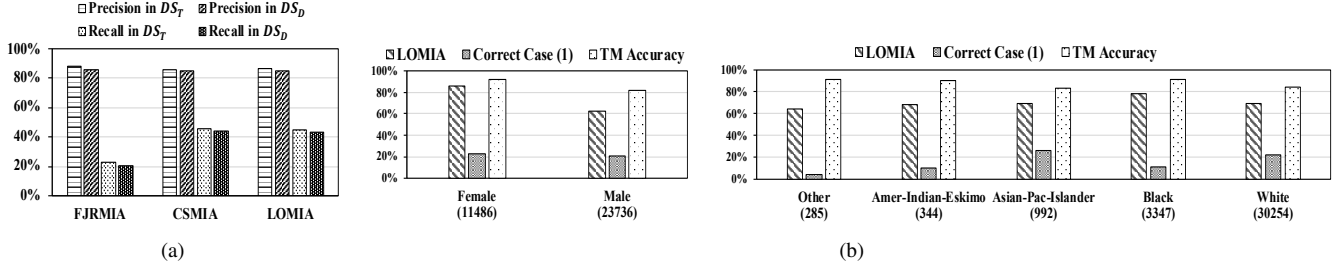 Precision in DS_T Precision in DS_D
Recall in DS_T Recall in DS_D
100%
80%
60%
40%
20%
0%
FJRMIA CSMIA LOMIA
(a)
LOMIA Correct Case (1) TM Accuracy
100%
80%
60%
40%
20%
0%
Female Male
(11486) (23736)
LOMIA Correct Case (1) TM Accuracy
100%
80%
60%
40%
20%
0%
Other Amer-Indian-Eskimo Asian-Pac-Islander Black White
(285) (344) (992) (3347) (30254)
(b)